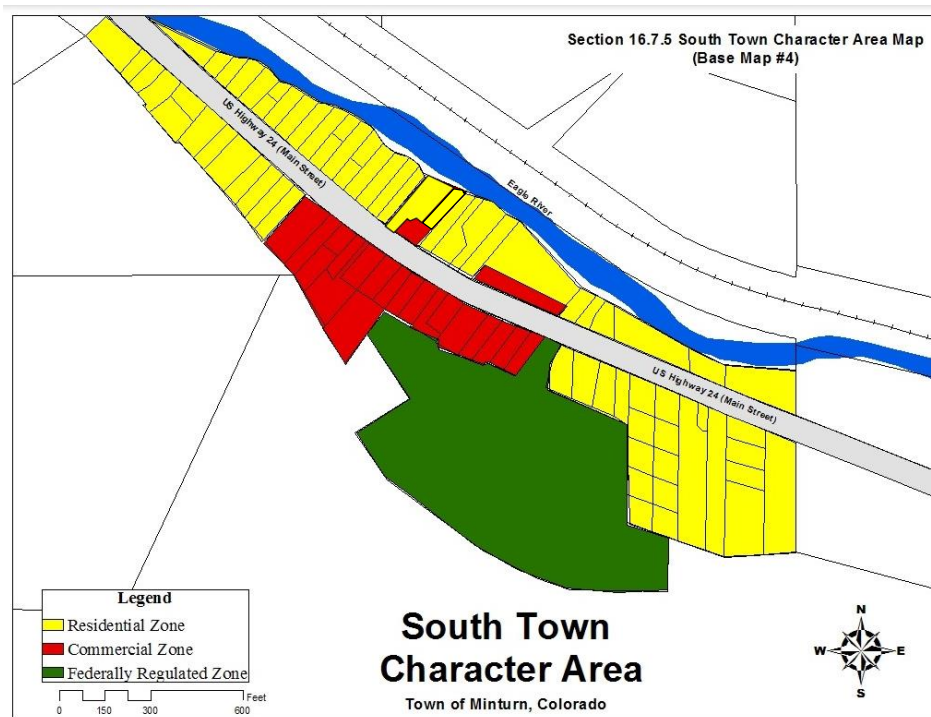 Section 16.7.5 South Town Character Area Map
(Base Map #4)
US Highway 24 (Main Street)
Eagle River
US Highway 24 (Main Street)
Legend
Residential Zone
Commercial Zone
Federally Regulated Zone
Feet
0 150 300 600
South Town
Character Area
Town of Minturn, Colorado
N
W E
S